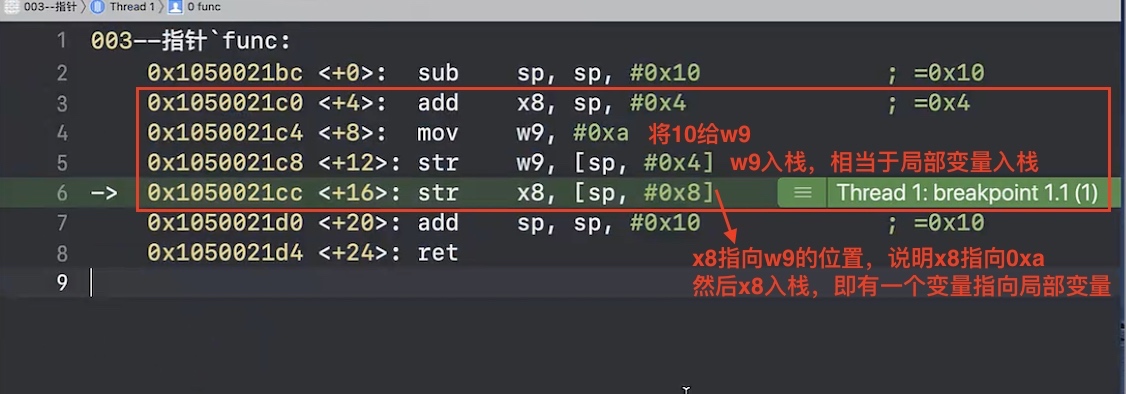 003--指针 〉 Thread 1 〉 0 func
1 003--指针`func:
2 0x1050021bc <+0>: sub sp, sp, #0x10 ; =0x10
3 0x1050021c0 <+4>: add x8, sp, #0x4 ; =0x4
4 0x1050021c4 <+8>: mov w9, #0xa 将10给w9
5 0x1050021c8 <+12>: str w9, [sp, #0x4] w9入栈，相当于局部变量入栈
6 -> 0x1050021cc <+16>: str x8, [sp, #0x8] Thread 1: breakpoint 1.1 (1)
7 0x1050021d0 <+20>: add sp, sp, #0x10 ; =0x10
8 0x1050021d4 <+24>: ret
x8指向w9的位置，说明x8指向0xa
9
然后x8入栈，即有一个变量指向局部变量